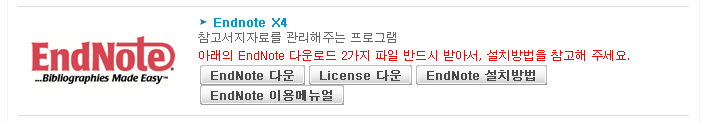 Endnote X4
참고서지자료를 관리해주는 프로그램
아래의 EndNote 다운로드 2가지 파일 반드시 받아서, 설치방법을 참고해 주세요.
EndNote 다운 License 다운 EndNote 설치방법
EndNote 이용메뉴얼
EndNote®
...Bibliographies Made Easy™